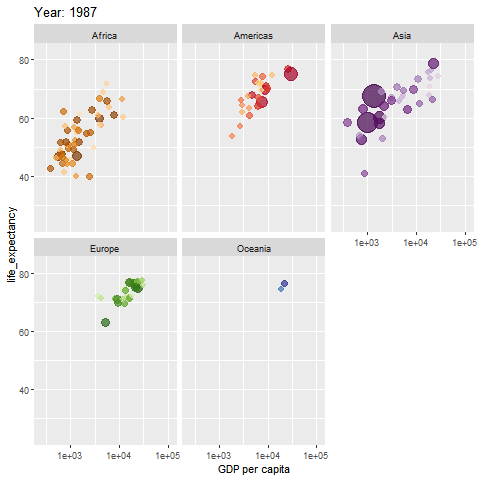 Year: 1987
Africa
Americas
Asia
80
60
40
1e+03 1e+04 1e+05
life_expectancy
Europe
Oceania
80
60
40
1e+03 1e+04 1e+05
1e+03 1e+04 1e+05
GDP per capita